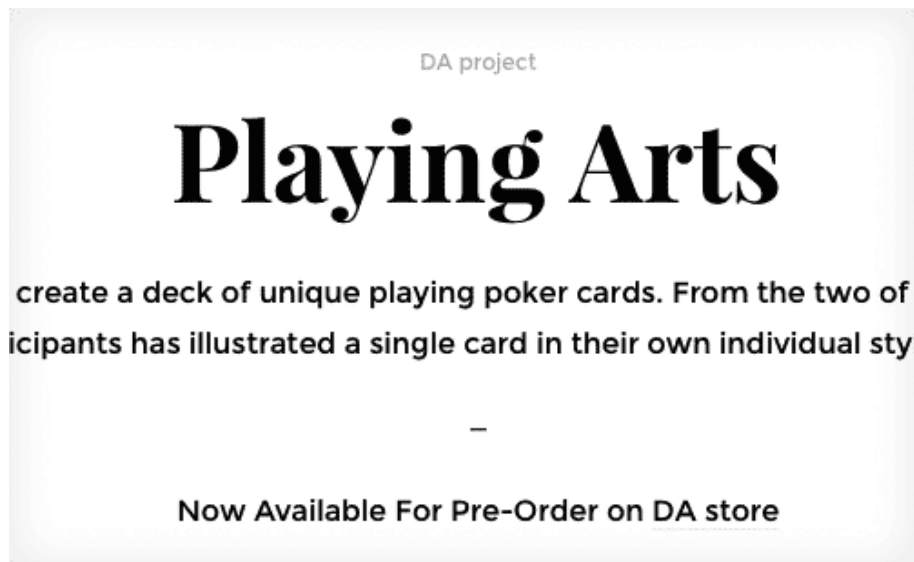 DA project
Playing Arts
create a deck of unique playing poker cards. From the two of
icipants has illustrated a single card in their own individual sty
–
Now Available For Pre-Order on DA store